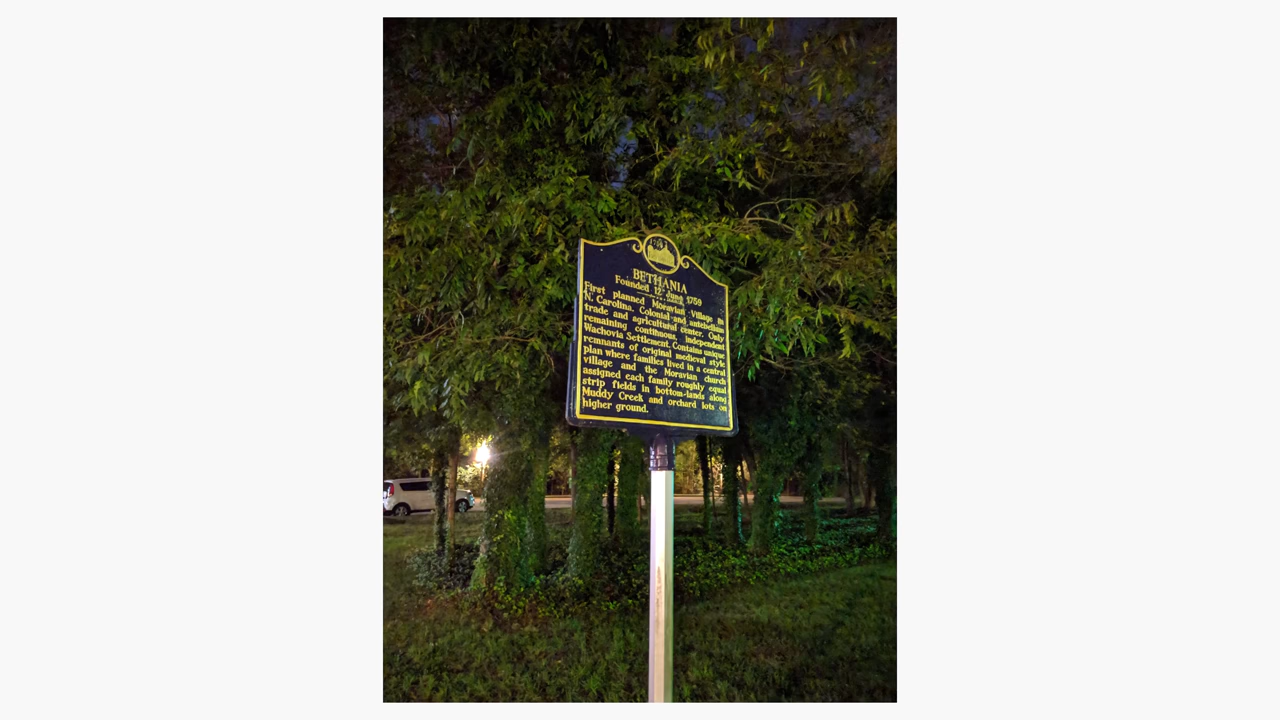 BETHANIA
Founded 12 June 1759
First planned Moravian Village in
N. Carolina. Colonial and antebellum
trade and agricultural center. Only
remaining continuous, independent
Wachovia Settlement. Contains unique
remnants of original medieval style
plan where families lived in a central
village and the Moravian church
assigned each family roughly equal
strip fields in bottom-lands along
Muddy Creek and orchard lots on
higher ground.